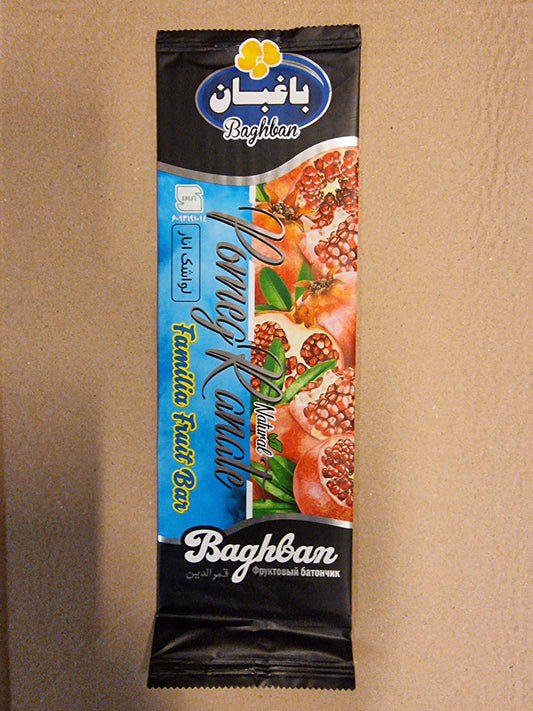 باغبان
Baghban
لواشک انار
PomegRanate
Natural
Familia Fruit Bar
Baghban
قمرالدين
Фруктовый батончик